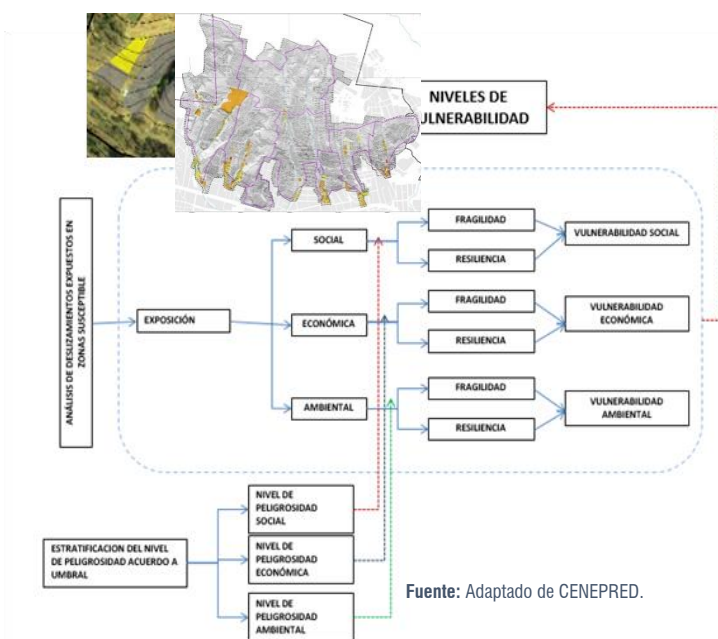 NIVELES DE
ULNERABILIDAD
ANÁLISIS DE DESLIZAMIENTOS EXPUESTOS EN
ZONAS SUSCEPTIBLE
EXPOSICIÓN
SOCIAL
ECONÓMICA
AMBIENTAL
FRAGILIDAD
RESILIENCIA
FRAGILIDAD
RESILIENCIA
FRAGILIDAD
RESILIENCIA
VULNERABILIDAD SOCIAL
VULNERABILIDAD
ECONÓMICA
VULNERABILIDAD
AMBIENTAL
ESTRATIFICACION DEL NIVEL
DE PELIGROSIDAD ACUERDO A
UMBRAL
NIVEL DE
PELIGROSIDAD
SOCIAL
NIVEL DE
PELIGROSIDAD
ECONÓMICA
NIVEL DE
PELIGROSIDAD
AMBIENTAL
Fuente: Adaptado de CENEPRED.